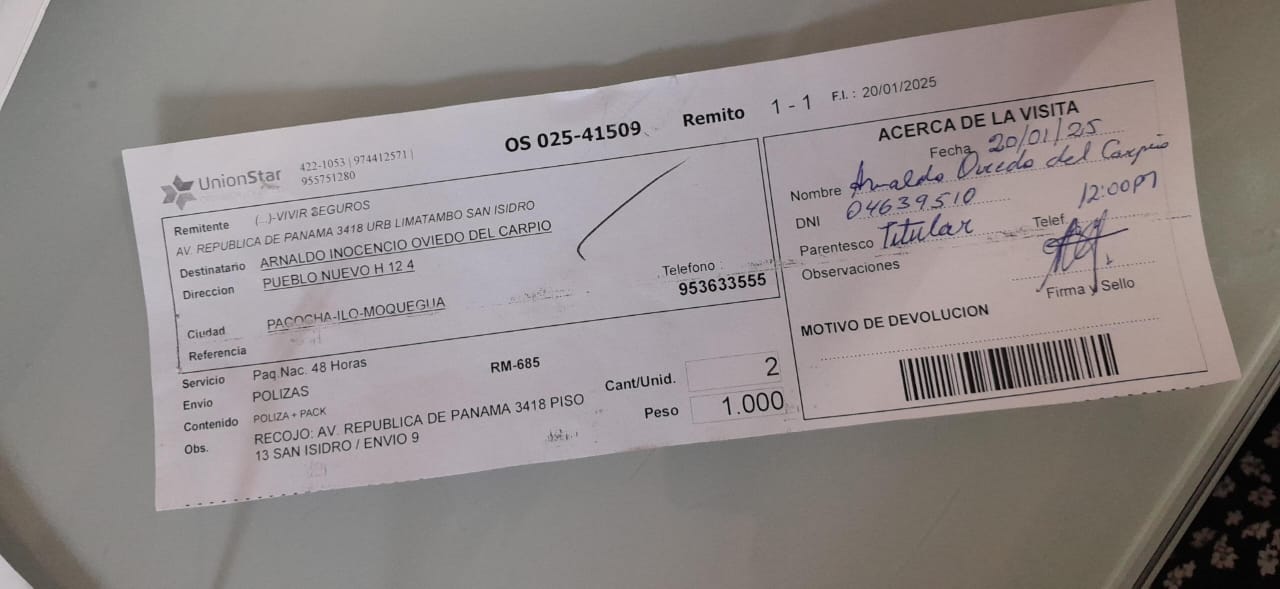 UnionStar
422-1053 | 974412571 |
955751280
OS 025-41509
Remito 1 - 1 F.I. : 20/01/2025
Remitente (...)-VIVIR SEGUROS
AV. REPUBLICA DE PANAMA 3418 URB LIMATAMBO SAN ISIDRO
Destinatario ARNALDO INOCENCIO OVIEDO DEL CARPIO
Direccion PUEBLO NUEVO H 12 4
Ciudad PACOCHA-ILO-MOQUEGUA
Telefono
953633555
Referencia
Servicio Paq.Nac. 48 Horas RM-685
Envio POLIZAS
Contenido POLIZA + PACK
Obs. RECOJO: AV. REPUBLICA DE PANAMA 3418 PISO
13 SAN ISIDRO / ENVIO 9
Cant/Unid. 2
Peso 1.000
ACERCA DE LA VISITA
Fecha 20/01/25
Nombre Arnaldo Oviedo del Carpio
DNI 04639510 12:00pm
Parentesco Titular Telef
Observaciones
Firma y Sello
MOTIVO DE DEVOLUCION